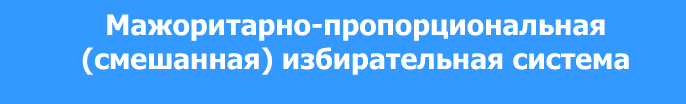 Мажоритарно-пропорциональная
(смешанная) избирательная система